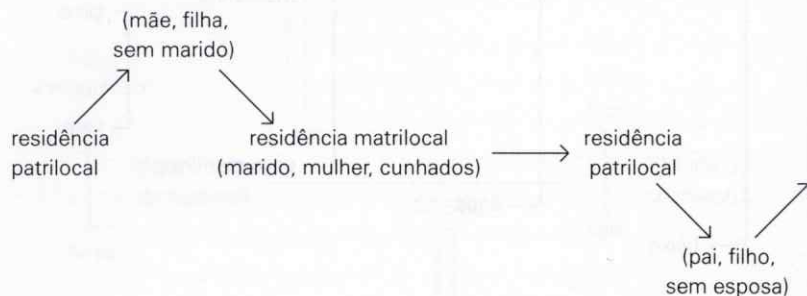 (mãe, filha,
sem marido)
residência
patrilocal
residência matrilocal
(marido, mulher, cunhados)
residência
patrilocal
(pai, filho,
sem esposa)